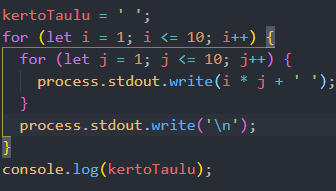 kertoTaulu = ' ';
for (let i = 1; i <= 10; i++) {
  for (let j = 1; j <= 10; j++) {
    process.stdout.write(i * j + ' ');
  }
  process.stdout.write('\n');
}
console.log(kertoTaulu);